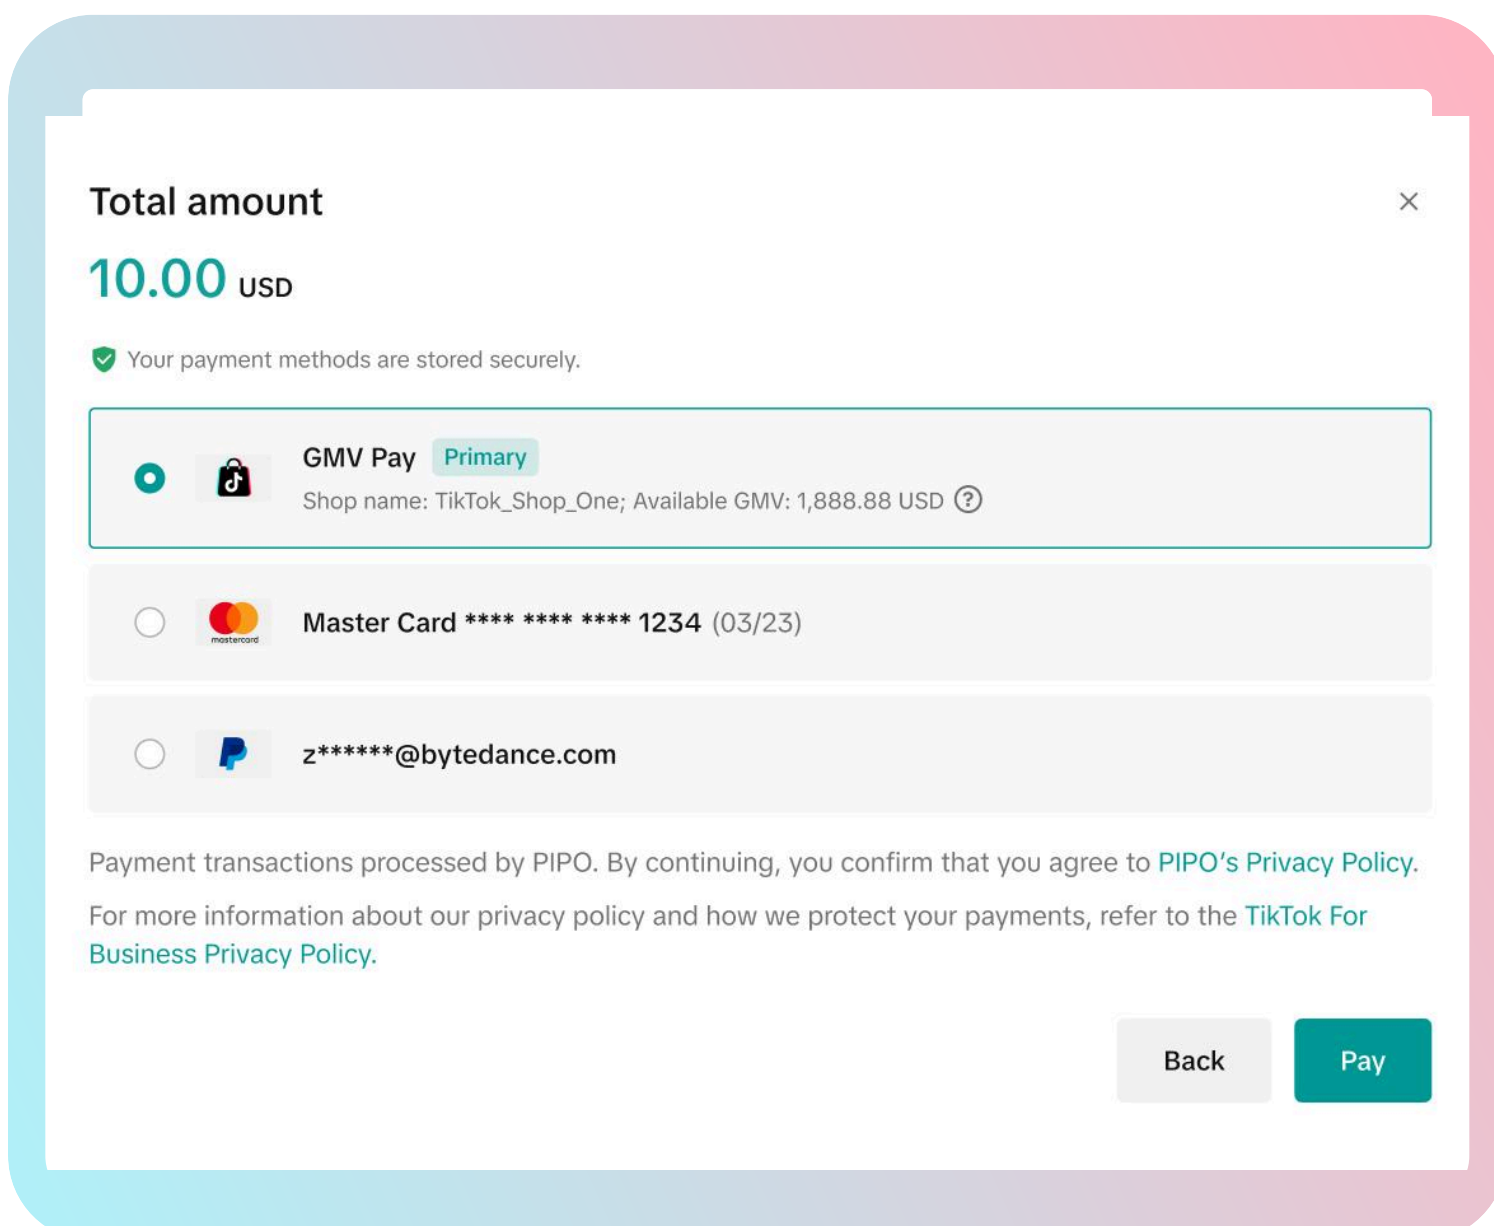 Total amount
10.00 USD
Your payment methods are stored securely.
GMV Pay Primary
Shop name: TikTok_Shop_One; Available GMV: 1,888.88 USD ?
mastercard
Master Card **** **** **** 1234 (03/23)
z******@bytedance.com
Payment transactions processed by PIPO. By continuing, you confirm that you agree to PIPO's Privacy Policy.
For more information about our privacy policy and how we protect your payments, refer to the TikTok For
Business Privacy Policy.
Back Pay